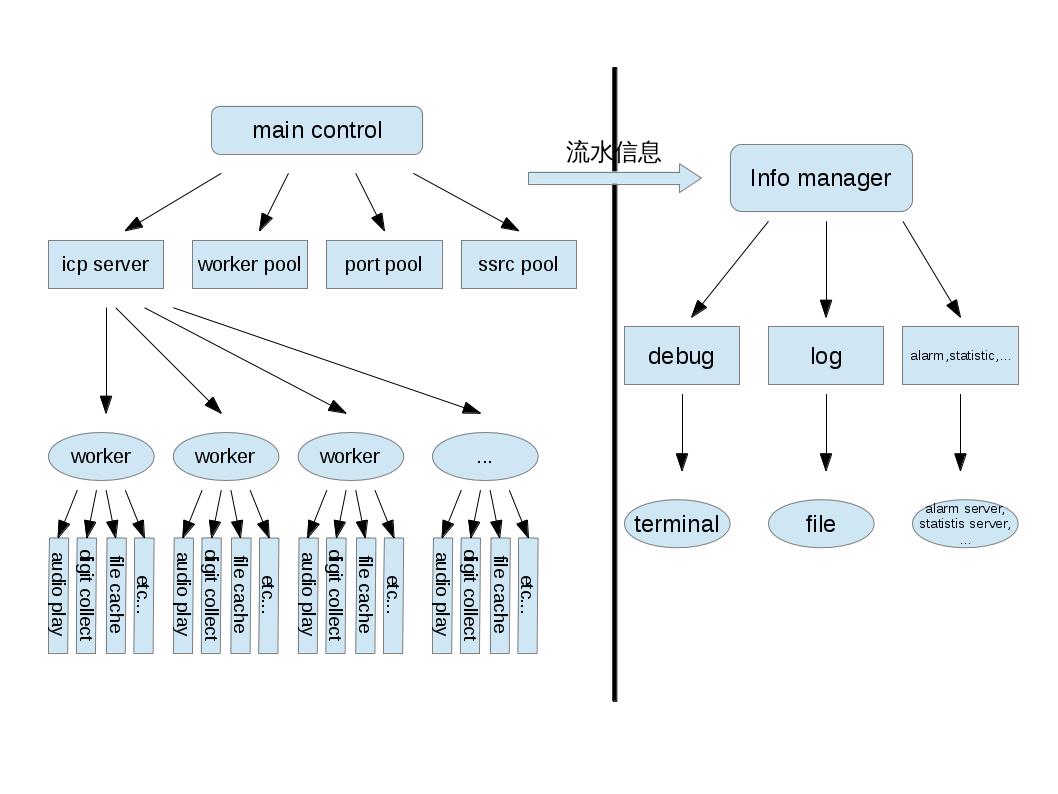 main control
流水信息
Info manager
icp server
worker pool
port pool
ssrc pool
debug
log
alarm,statistic,...
worker
worker
worker
...
terminal
file
alarm server,
statistis server,
...
audio play
digit collect
file cache
etc...
audio play
digit collect
file cache
etc...
audio play
digit collect
file cache
etc...
audio play
digit collect
file cache
etc...